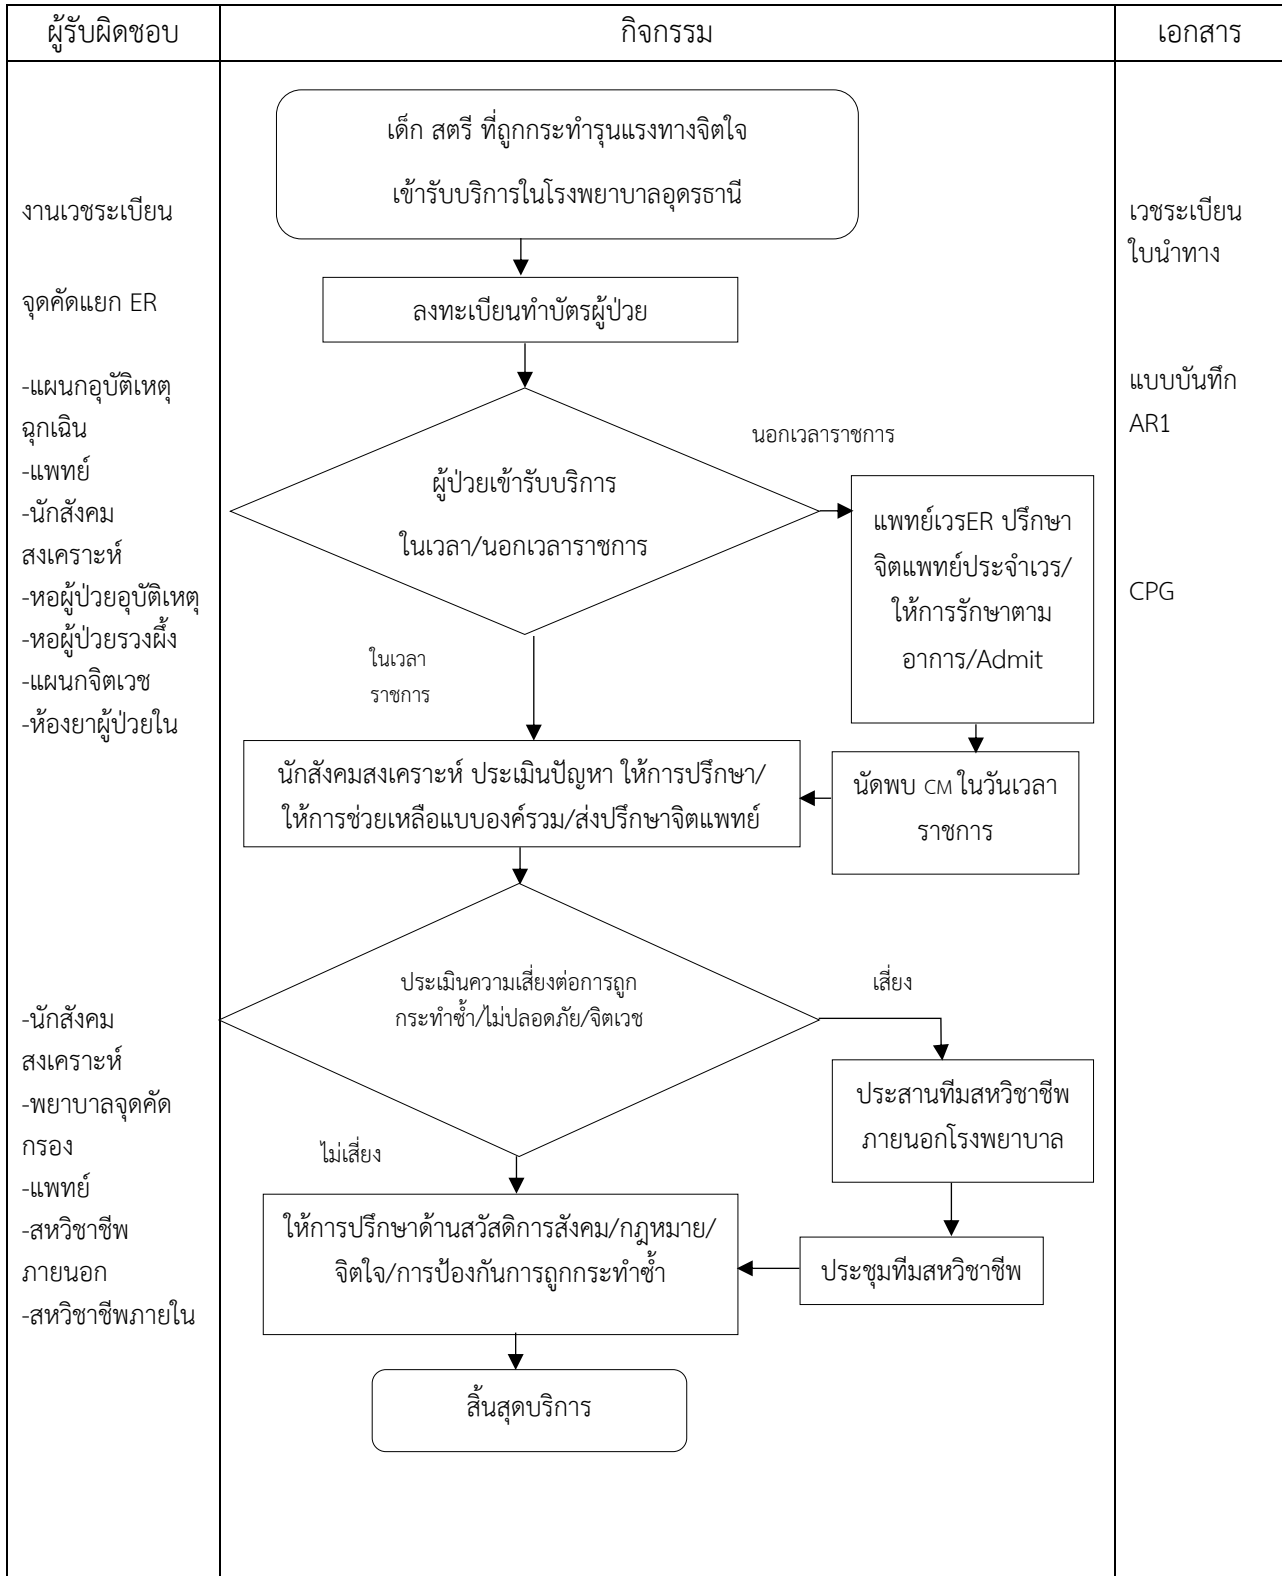 ผู้รับผิดชอบ
กิจกรรม
เอกสาร
เด็ก สตรี ที่ถูกกระทำรุนแรงทางจิตใจ
เข้ารับบริการในโรงพยาบาลอุดรธานี
งานเวชระเบียน
เวชระเบียน
ใบนำทาง
จุดคัดแยก ER
ลงทะเบียนทำบัตรผู้ป่วย
-แผนกอุบัติเหตุ
ฉุกเฉิน
-แพทย์
-นักสังคม
สงเคราะห์
-หอผู้ป่วยอุบัติเหตุ
-หอผู้ป่วยรวงผึ้ง
-แผนกจิตเวช
-ห้องยาผู้ป่วยใน
แบบบันทึก
AR1
CPG
ผู้ป่วยเข้ารับบริการ
ในเวลา/นอกเวลาราชการ
นอกเวลาราชการ
แพทย์เวรER ปรึกษา
จิตแพทย์ประจำเวร/
ให้การรักษาตาม
อาการ/Admit
ในเวลา
ราชการ
นักสังคมสงเคราะห์ ประเมินปัญหา ให้การปรึกษา/
ให้การช่วยเหลือแบบองค์รวม/ส่งปรึกษาจิตแพทย์
นัดพบ CM ในวันเวลา
ราชการ
ประเมินความเสี่ยงต่อการถูก
กระทำซ้ำ/ไม่ปลอดภัย/จิตเวช
เสี่ยง
-นักสังคม
สงเคราะห์
-พยาบาลจุดคัด
กรอง
-แพทย์
-สหวิชาชีพ
ภายนอก
-สหวิชาชีพภายใน
ประสานทีมสหวิชาชีพ
ภายนอกโรงพยาบาล
ไม่เสี่ยง
ให้การปรึกษาด้านสวัสดิการสังคม/กฎหมาย/
จิตใจ/การป้องกันการถูกกระทำซ้ำ
ประชุมทีมสหวิชาชีพ
สิ้นสุดบริการ